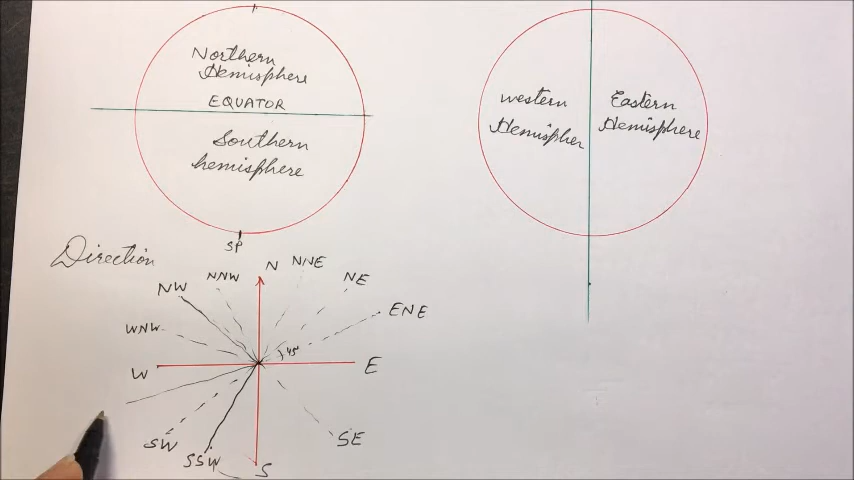 Northern
Hemisphere
EQUATOR
Southern
hemisphere
SP
western
Hemispher
Eastern
Hemisphere
Direction
N
NNE
NNW
NE
NW
ENE
WNW
45°
W
E
SW
SE
SSW
S